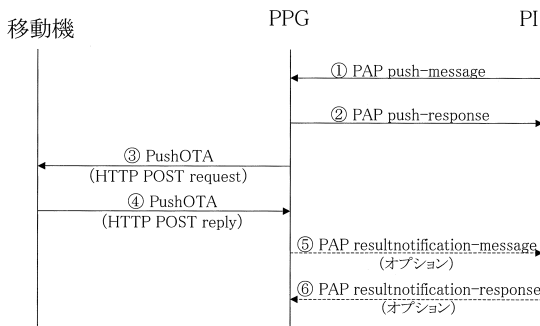 移動機
PPG
PI
① PAP push-message
② PAP push-response
③ PushOTA
(HTTP POST request)
④ PushOTA
(HTTP POST reply)
⑤ PAP resultnotification-message
(オプション)
⑥ PAP resultnotification-response
(オプション)